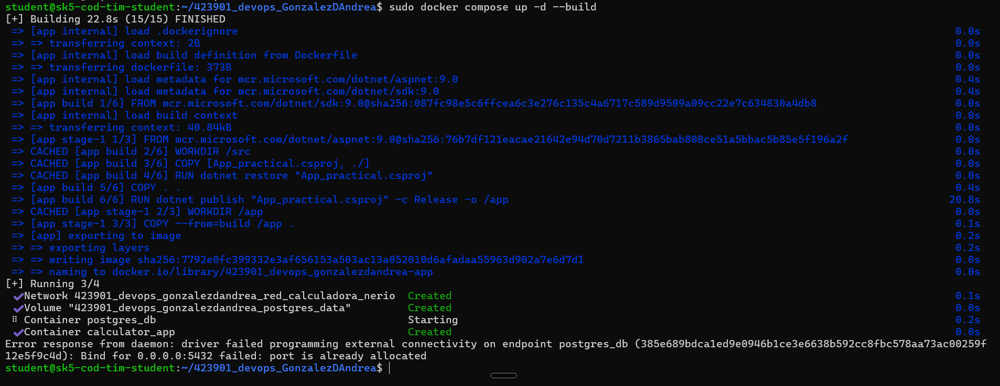 student@sk5-cod-tim-student:~/423901_devops_GonzalezDAndrea$ sudo docker compose up -d --build
[+] Building 22.8s (15/15) FINISHED
=> [app internal] load .dockerignore 0.0s
=> => transferring context: 2B 0.0s
=> [app internal] load build definition from Dockerfile 0.0s
=> => transferring dockerfile: 373B 0.0s
=> [app internal] load metadata for mcr.microsoft.com/dotnet/aspnet:9.0 0.4s
=> [app internal] load metadata for mcr.microsoft.com/dotnet/sdk:9.0 0.4s
=> [app build 1/6] FROM mcr.microsoft.com/dotnet/sdk:9.0@sha256:087fc98e5c6ffcea6c3e276c135c4a6717c589d9509a09cc22e7c634830a4db8 0.0s
=> [app internal] load build context 0.0s
=> => transferring context: 40.84kB 0.0s
=> [app stage-1 1/3] FROM mcr.microsoft.com/dotnet/aspnet:9.0@sha256:76b7df121eacae21642e94d70d7211b3865bab808ce51a5bbac5b85e5f196a2f 0.0s
=> CACHED [app build 2/6] WORKDIR /src 0.0s
=> CACHED [app build 3/6] COPY [App_practical.csproj, ./] 0.0s
=> CACHED [app build 4/6] RUN dotnet restore "App_practical.csproj" 0.0s
=> [app build 5/6] COPY . . 0.4s
=> [app build 6/6] RUN dotnet publish "App_practical.csproj" -c Release -o /app 20.8s
=> CACHED [app stage-1 2/3] WORKDIR /app 0.0s
=> [app stage-1 3/3] COPY --from=build /app . 0.1s
=> [app] exporting to image 0.2s
=> => exporting layers 0.2s
=> => writing image sha256:7792e0fc399332e3af656153a503ac13a052010d6afadaa55963d902a7e6d7d1 0.0s
=> => naming to docker.io/library/423901_devops_gonzalezdandrea-app 0.0s
[+] Running 3/4
✔Network 423901_devops_gonzalezdandrea_red_calculadora_nerio Created 0.1s
✔Volume "423901_devops_gonzalezdandrea_postgres_data" Created 0.0s
⠿ Container postgres_db Starting 0.2s
✔Container calculator_app Created 0.0s
Error response from daemon: driver failed programming external connectivity on endpoint postgres_db (385e689bdca1ed9e0946b1ce3e6638b592cc8fbc578aa73ac00259f
12e5f9c4d): Bind for 0.0.0.0:5432 failed: port is already allocated
student@sk5-cod-tim-student:~/423901_devops_GonzalezDAndrea$